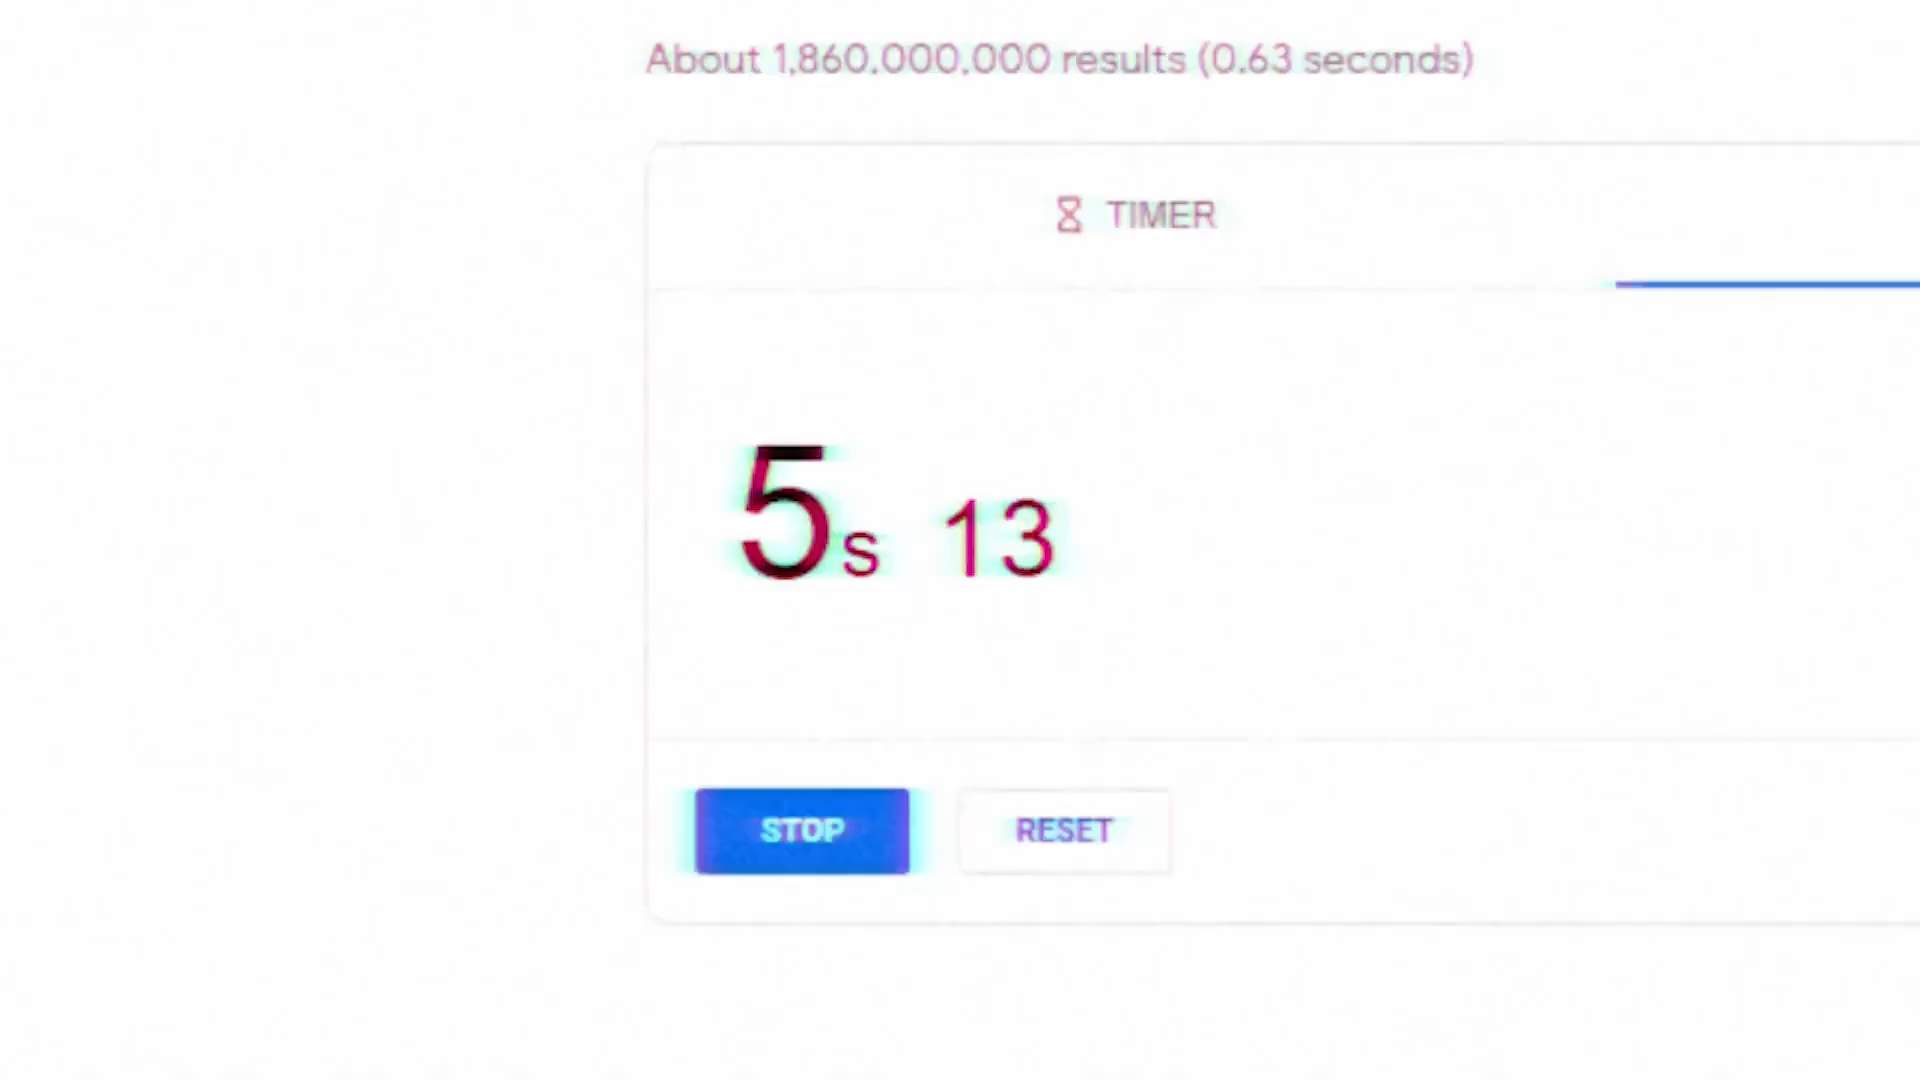 About 1,860,000,000 results (0.63 seconds)
TIMER
5s 13
STOP RESET